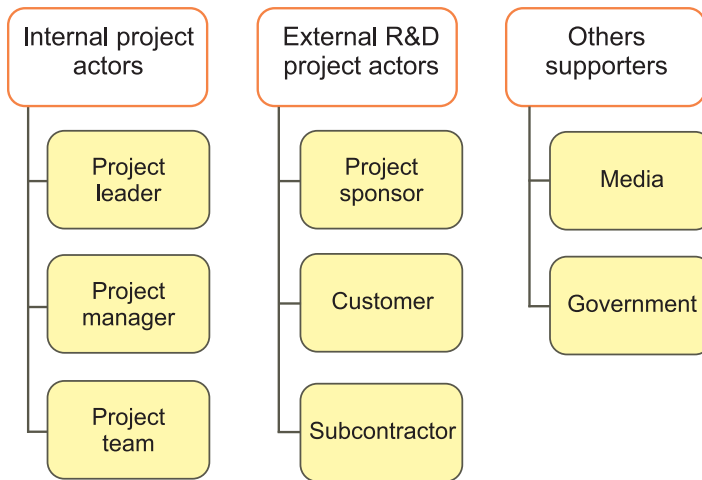 Internal project
actors
Project
leader
Project
manager
Project
team
External R&D
project actors
Project
sponsor
Customer
Subcontractor
Others
supporters
Media
Government